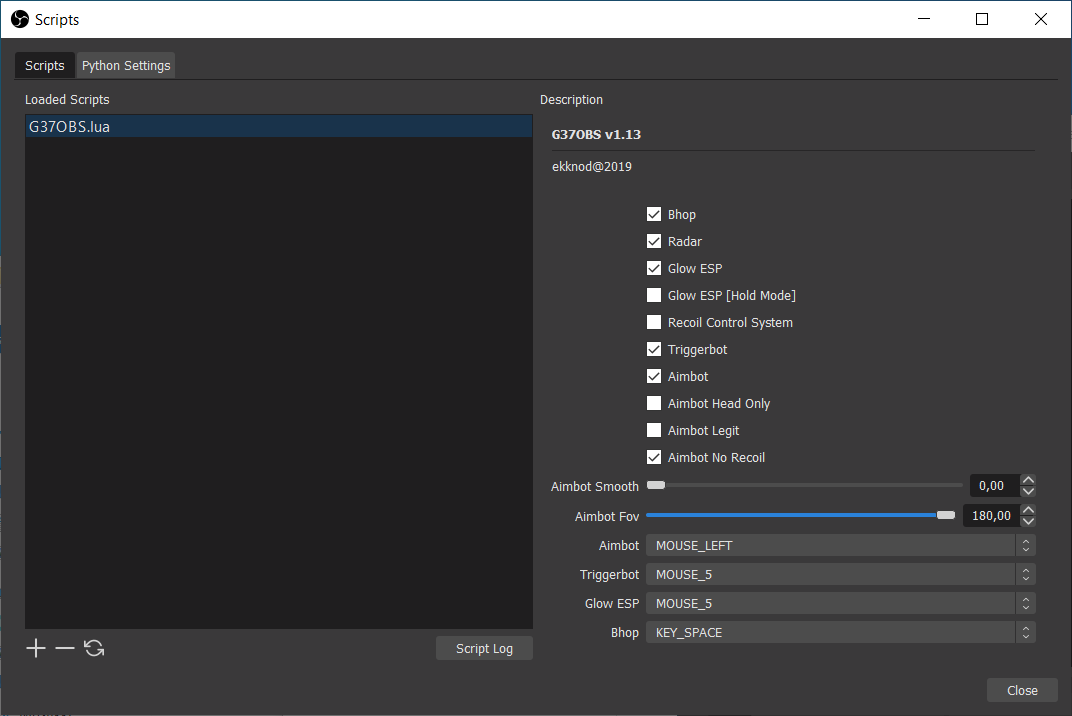 Scripts
Scripts
Python Settings
Loaded Scripts
G37OBS.lua
Script Log
Description
G37OBS v1.13
ekknod@2019
Bhop
Radar
Glow ESP
Glow ESP [Hold Mode]
Recoil Control System
Triggerbot
Aimbot
Aimbot Head Only
Aimbot Legit
Aimbot No Recoil
Aimbot Smooth 0,00
Aimbot Fov 180,00
Aimbot MOUSE_LEFT
Triggerbot MOUSE_5
Glow ESP MOUSE_5
Bhop KEY_SPACE
Close